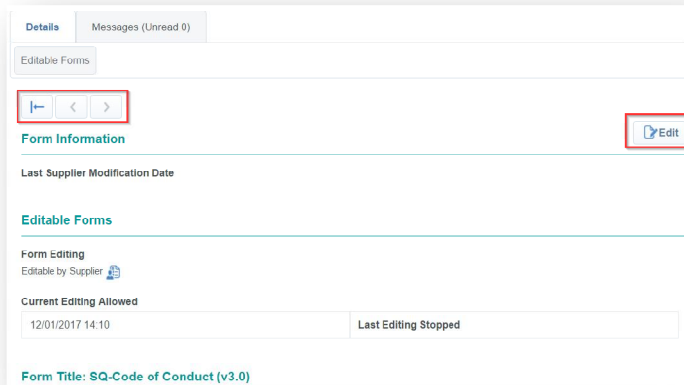 Details Messages (Unread 0)
Editable Forms
Edit
Form Information
Last Supplier Modification Date
Editable Forms
Form Editing
Editable by Supplier
Current Editing Allowed
12/01/2017 14:10 Last Editing Stopped
Form Title: SQ-Code of Conduct (v3.0)